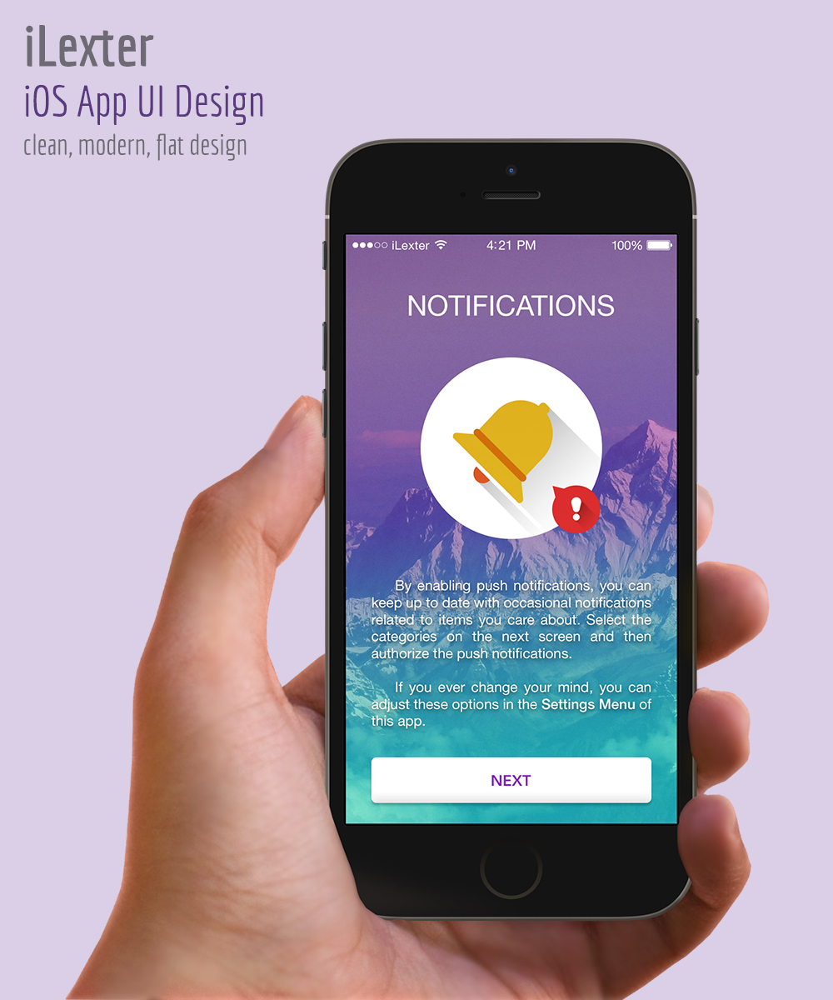 iLexter
iOS App UI Design
clean, modern, flat design
iLexter 4:21 PM 100%
NOTIFICATIONS
By enabling push notifications, you can
keep up to date with occasional notifications
related to items you care about. Select the
categories on the next screen and then
authorize the push notifications.
If you ever change your mind, you can
adjust these options in the Settings Menu of
this app.
NEXT